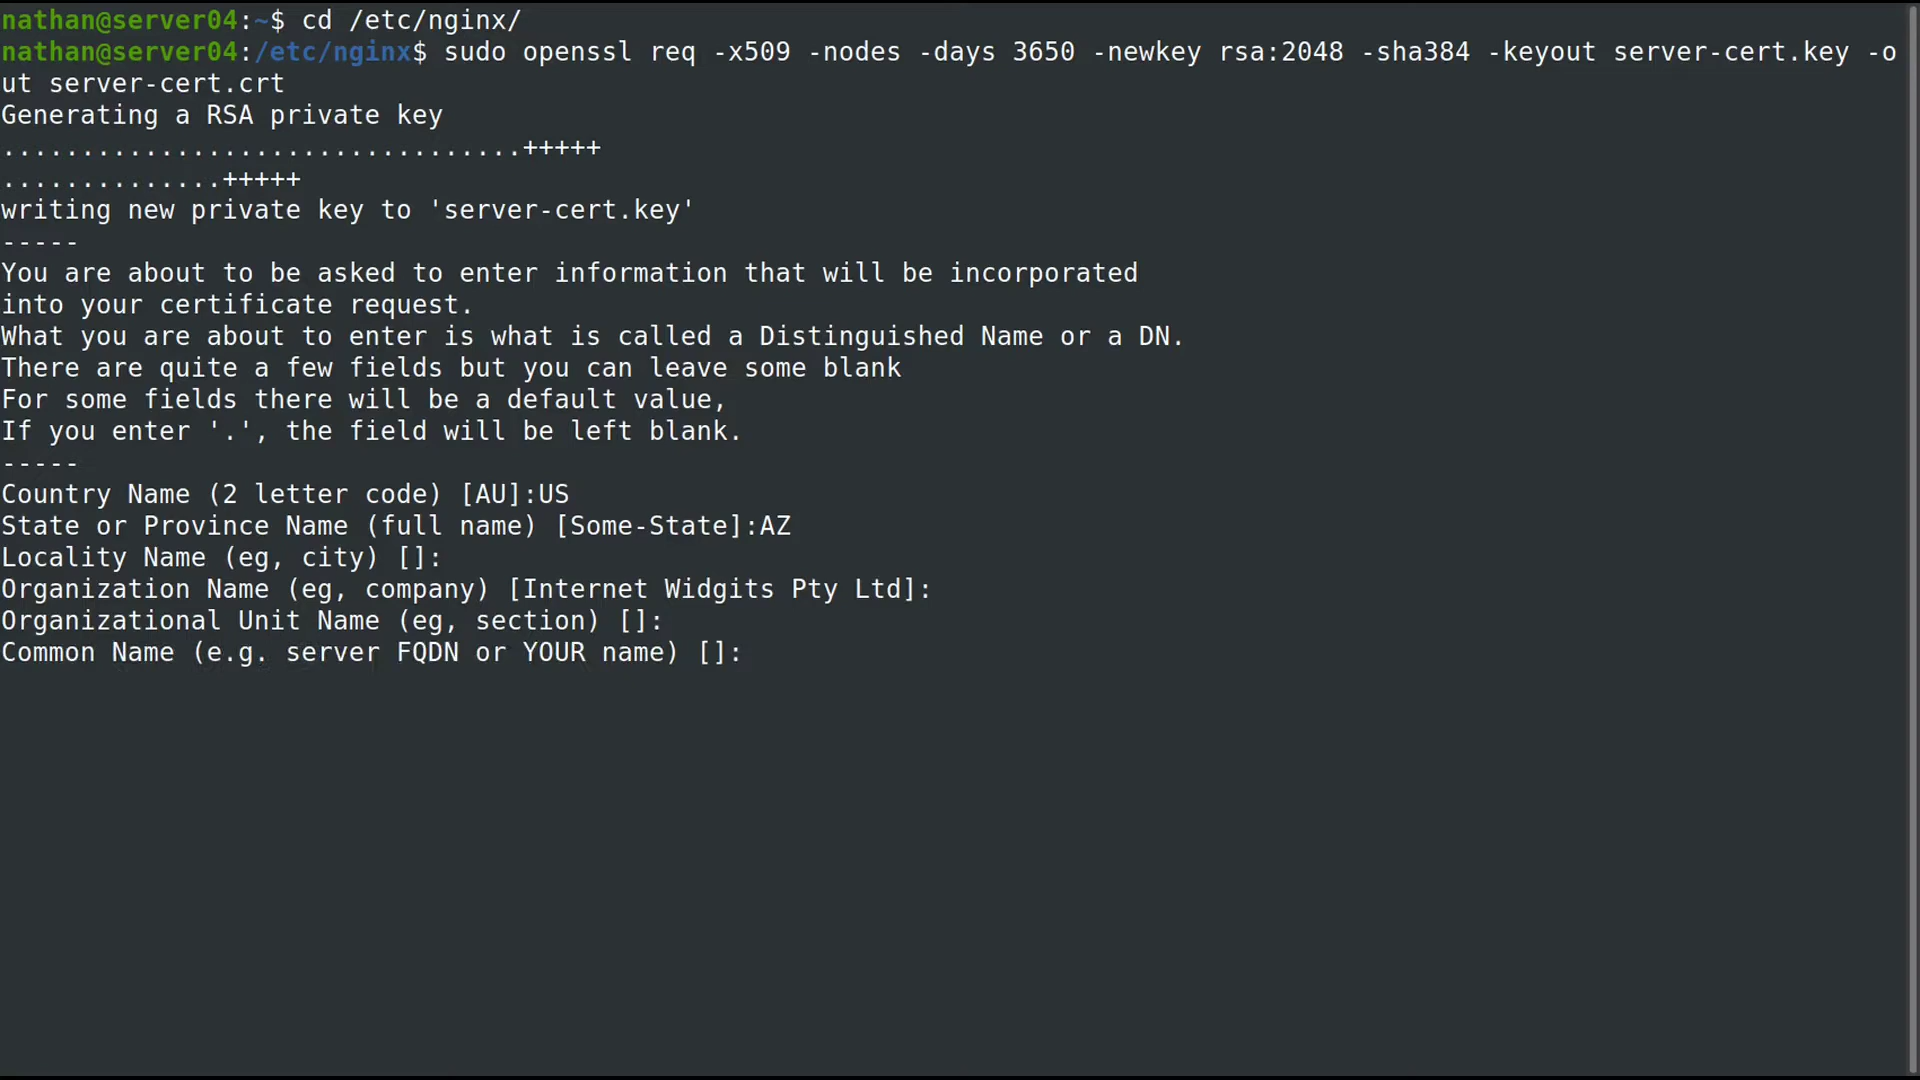 nathan@server04:~$ cd /etc/nginx/
nathan@server04:/etc/nginx$ sudo openssl req -x509 -nodes -days 3650 -newkey rsa:2048 -sha384 -keyout server-cert.key -o
ut server-cert.crt
Generating a RSA private key
.................................+++++
..............+++++
writing new private key to 'server-cert.key'
-----
You are about to be asked to enter information that will be incorporated
into your certificate request.
What you are about to enter is what is called a Distinguished Name or a DN.
There are quite a few fields but you can leave some blank
For some fields there will be a default value,
If you enter '.', the field will be left blank.
-----
Country Name (2 letter code) [AU]:US
State or Province Name (full name) [Some-State]:AZ
Locality Name (eg, city) []:
Organization Name (eg, company) [Internet Widgits Pty Ltd]:
Organizational Unit Name (eg, section) []:
Common Name (e.g. server FQDN or YOUR name) []: